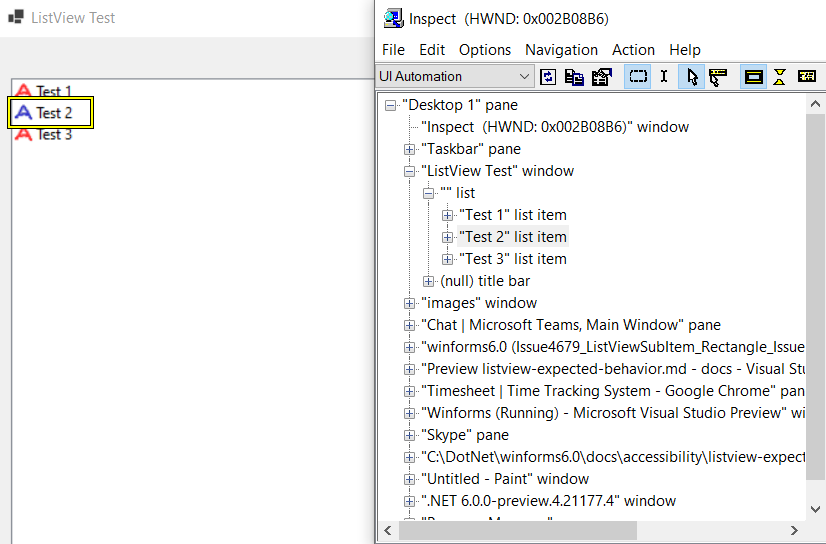 ListView Test
Test 1
Test 2
Test 3
Inspect (HWND: 0x002B08B6)
File Edit Options Navigation Action Help
UI Automation
"Desktop 1" pane
"Inspect (HWND: 0x002B08B6)" window
"Taskbar" pane
"ListView Test" window
"" list
"Test 1" list item
"Test 2" list item
"Test 3" list item
(null) title bar
"images" window
"Chat | Microsoft Teams, Main Window" pane
"winforms6.0 (Issue4679_ListViewSubItem_Rectangle_Issue
"Preview listview-expected-behavior.md - docs - Visual Stu
"Timesheet | Time Tracking System - Google Chrome" pan
"Winforms (Running) - Microsoft Visual Studio Preview" wi
"Skype" pane
"C:\DotNet\winforms6.0\docs\accessibility\listview-expect
"Untitled - Paint" window
".NET 6.0.0-preview.4.21177.4" window